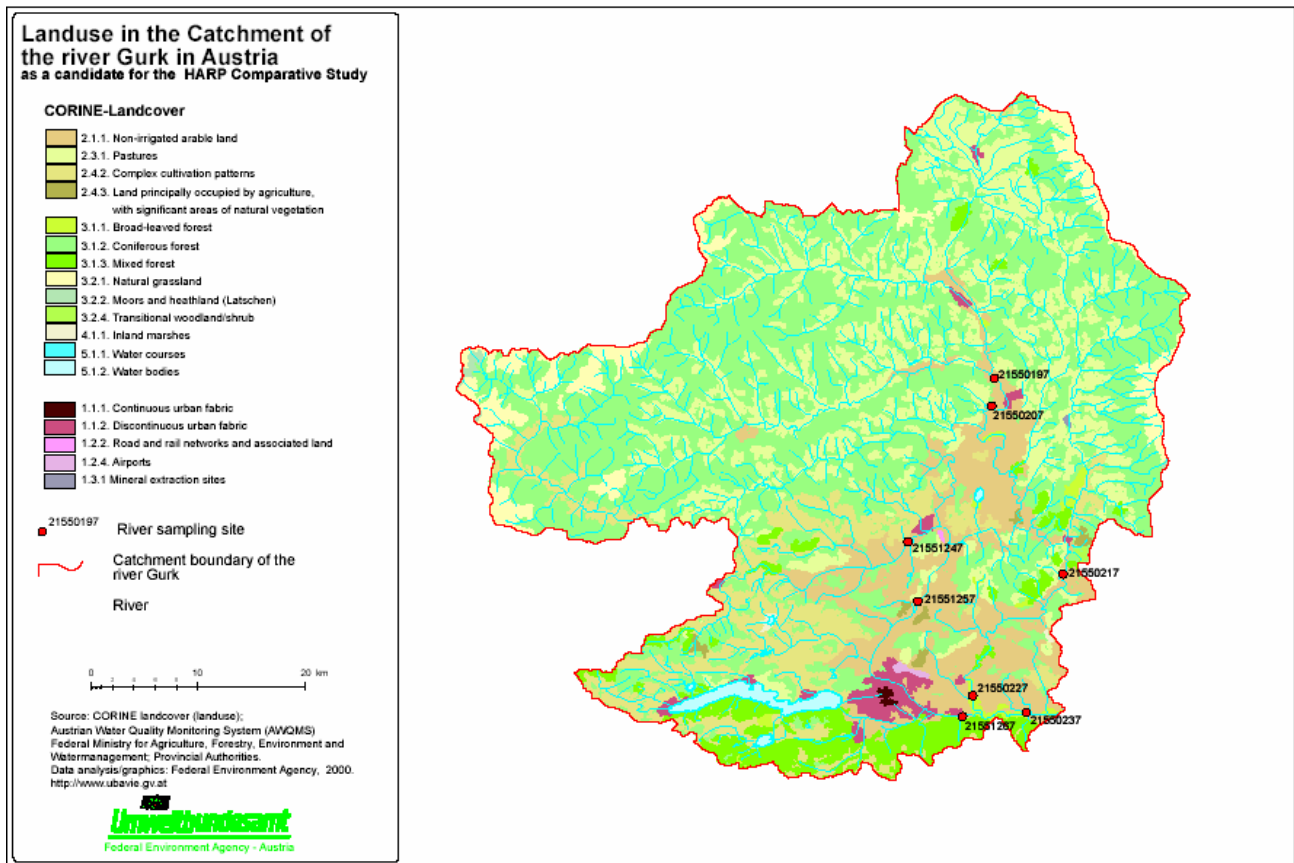 Landuse in the Catchment of
the river Gurk in Austria
as a candidate for the HARP Comparative Study
CORINE-Landcover
2.1.1. Non-irrigated arable land
2.3.1. Pastures
2.4.2. Complex cultivation patterns
2.4.3. Land principally occupied by agriculture,
with significant areas of natural vegetation
3.1.1. Broad-leaved forest
3.1.2. Coniferous forest
3.1.3. Mixed forest
3.2.1. Natural grassland
3.2.2. Moors and heathland (Latschen)
3.2.4. Transitional woodland/shrub
4.1.1. Inland marshes
5.1.1. Water courses
5.1.2. Water bodies
1.1.1. Continuous urban fabric
1.1.2. Discontinuous urban fabric
1.2.2. Road and rail networks and associated land
1.2.4. Airports
1.3.1 Mineral extraction sites
21550197
River sampling site
Catchment boundary of the
river Gurk
River
0 10 20 km
0 2 4 6 8
Source: CORINE landcover (landuse);
Austrian Water Quality Monitoring System (AWQMS)
Federal Ministry for Agriculture, Forestry, Environment and
Watermanagement; Provincial Authorities.
Data analysis/graphics: Federal Environment Agency, 2000.
http://www.ubavie.gv.at
Umweltbundesamt
Federal Environment Agency - Austria
21550197
21550207
21551247
21550217
21551257
21550227
21550237
21551267